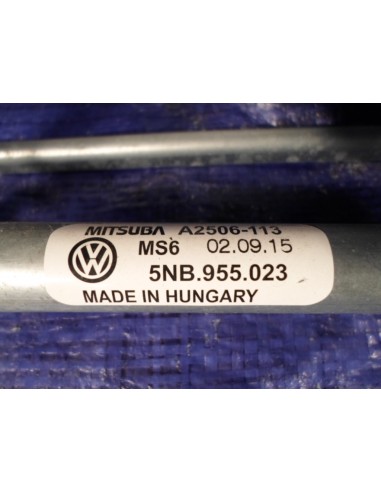 MITSUBA A2506-113
MS6 02.09.15
5NB.955.023
MADE IN HUNGARY